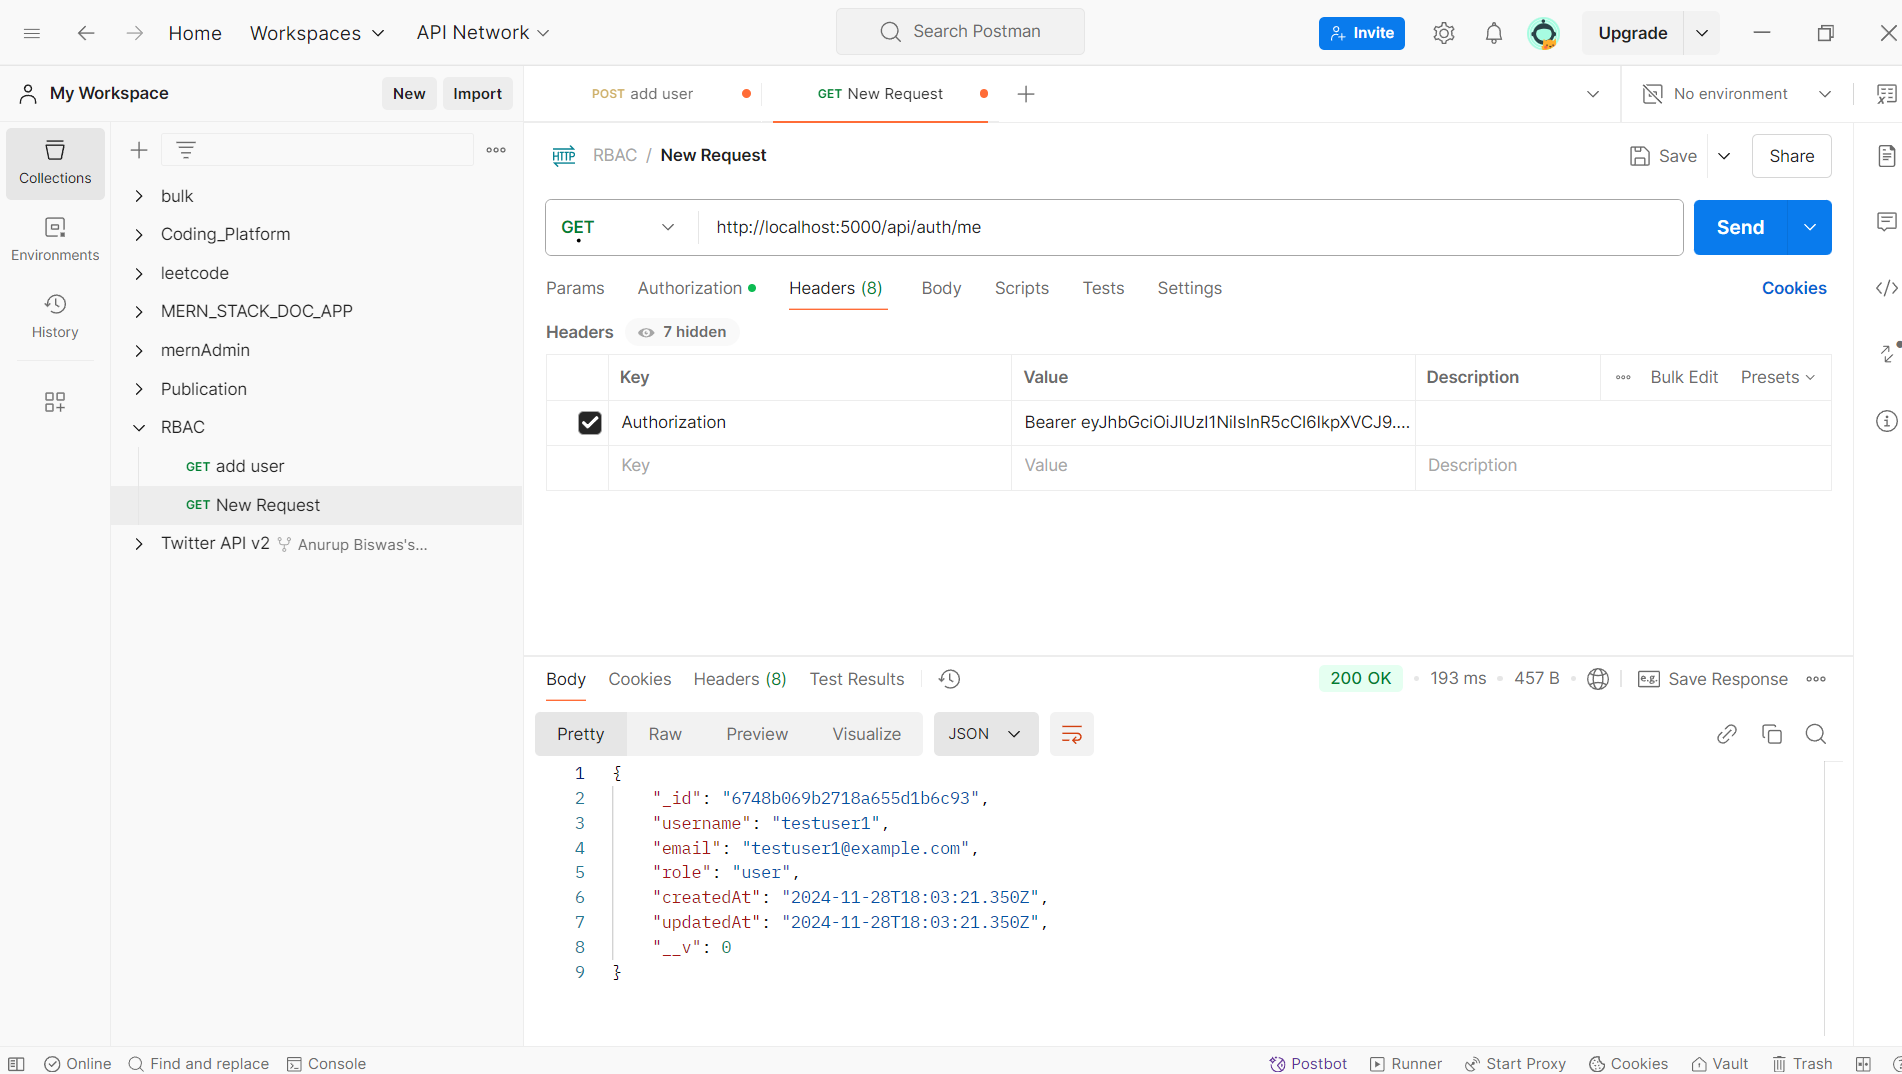 Home Workspaces API Network Search Postman Invite Upgrade
My Workspace New Import POST add user GET New Request No environment
Collections
Environments
History
bulk
Coding_Platform
leetcode
MERN_STACK_DOC_APP
mernAdmin
Publication
RBAC
GET add user
GET New Request
Twitter API v2 Anurup Biswas's...
HTTP RBAC / New Request Save Share
GET http://localhost:5000/api/auth/me Send
Params Authorization Headers (8) Body Scripts Tests Settings Cookies
Headers 7 hidden
Key Value Description Bulk Edit Presets
Authorization Bearer eyJhbGciOiJIUzI1NiIsInR5cCI6IkpXVCJ9....
Key Value Description
Body Cookies Headers (8) Test Results 200 OK 193 ms 457 B e.g. Save Response
Pretty Raw Preview Visualize JSON
1 {
2 "_id": "6748b069b2718a655d1b6c93",
3 "username": "testuser1",
4 "email": "testuser1@example.com",
5 "role": "user",
6 "createdAt": "2024-11-28T18:03:21.350Z",
7 "updatedAt": "2024-11-28T18:03:21.350Z",
8 "__v": 0
9 }
Online Find and replace Console Postbot Runner Start Proxy Cookies Vault Trash